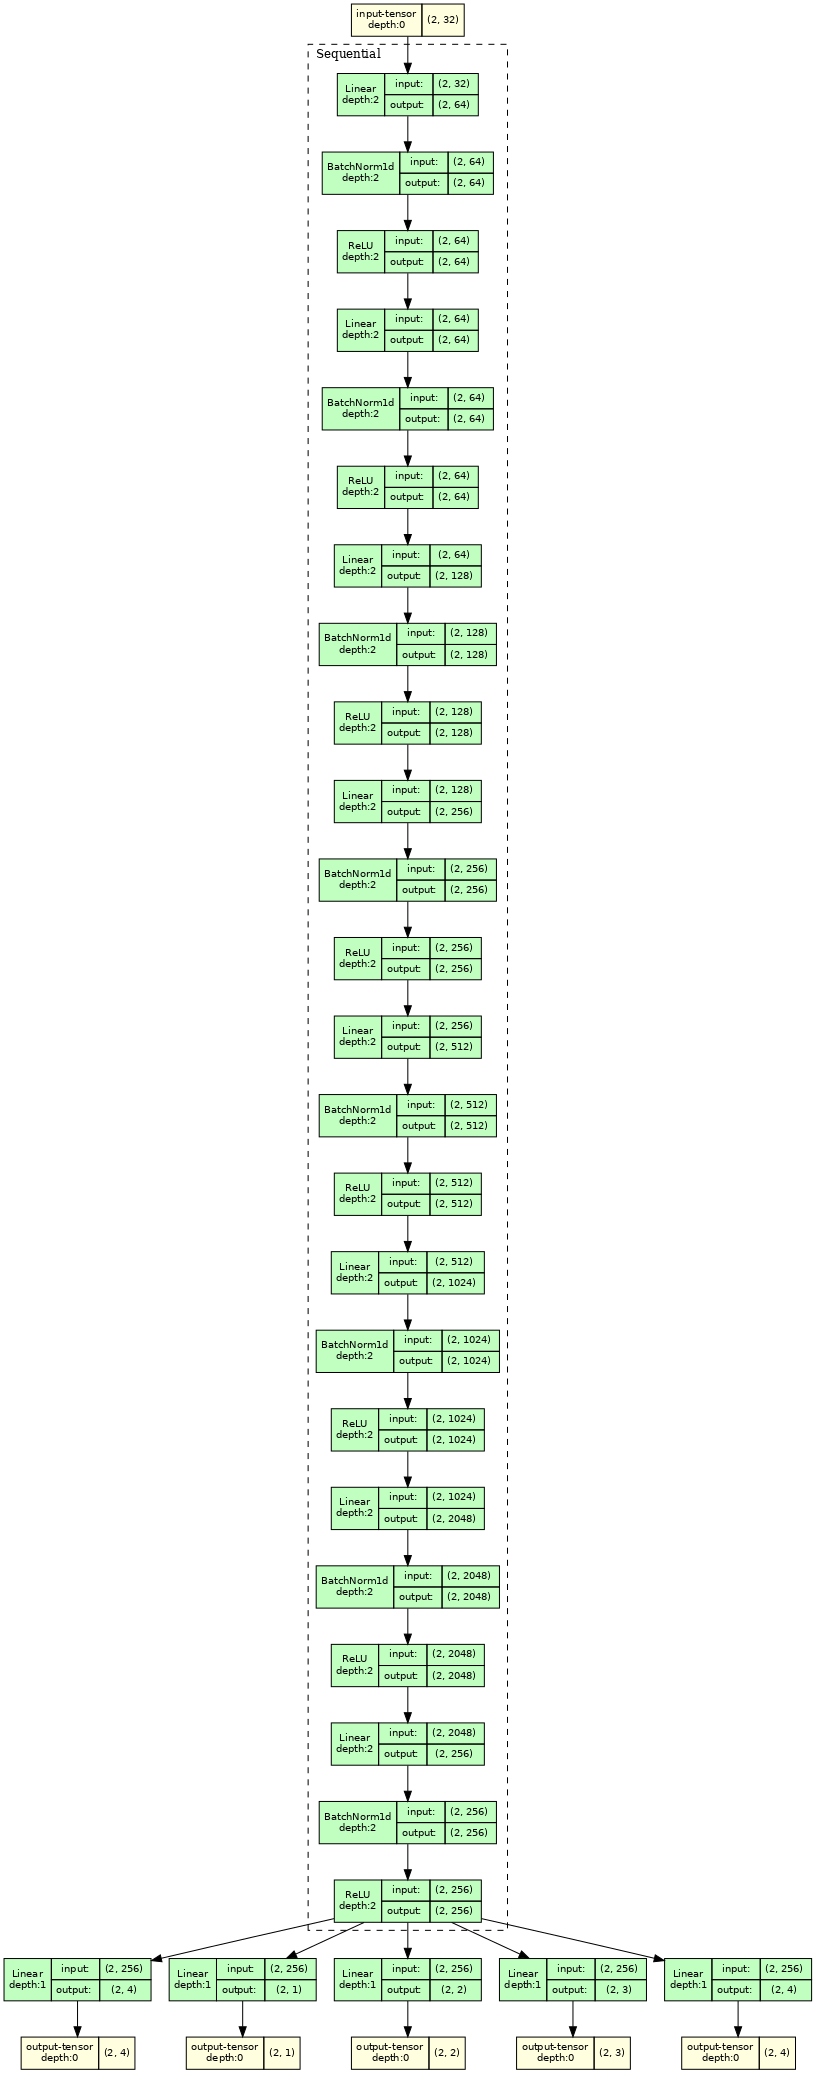 input-tensor
depth:0
(2, 32)
Sequential
Linear
depth:2
input:
(2, 32)
output:
(2, 64)
BatchNorm1d
depth:2
input:
(2, 64)
output:
(2, 64)
ReLU
depth:2
input:
(2, 64)
output:
(2, 64)
Linear
depth:2
input:
(2, 64)
output:
(2, 64)
BatchNorm1d
depth:2
input:
(2, 64)
output:
(2, 64)
ReLU
depth:2
input:
(2, 64)
output:
(2, 64)
Linear
depth:2
input:
(2, 64)
output:
(2, 128)
BatchNorm1d
depth:2
input:
(2, 128)
output:
(2, 128)
ReLU
depth:2
input:
(2, 128)
output:
(2, 128)
Linear
depth:2
input:
(2, 128)
output:
(2, 256)
BatchNorm1d
depth:2
input:
(2, 256)
output:
(2, 256)
ReLU
depth:2
input:
(2, 256)
output:
(2, 256)
Linear
depth:2
input:
(2, 256)
output:
(2, 512)
BatchNorm1d
depth:2
input:
(2, 512)
output:
(2, 512)
ReLU
depth:2
input:
(2, 512)
output:
(2, 512)
Linear
depth:2
input:
(2, 512)
output:
(2, 1024)
BatchNorm1d
depth:2
input:
(2, 1024)
output:
(2, 1024)
ReLU
depth:2
input:
(2, 1024)
output:
(2, 1024)
Linear
depth:2
input:
(2, 1024)
output:
(2, 2048)
BatchNorm1d
depth:2
input:
(2, 2048)
output:
(2, 2048)
ReLU
depth:2
input:
(2, 2048)
output:
(2, 2048)
Linear
depth:2
input:
(2, 2048)
output:
(2, 256)
BatchNorm1d
depth:2
input:
(2, 256)
output:
(2, 256)
ReLU
depth:2
input:
(2, 256)
output:
(2, 256)
Linear
depth:1
input:
(2, 256)
output:
(2, 4)
Linear
depth:1
input:
(2, 256)
output:
(2, 1)
Linear
depth:1
input:
(2, 256)
output:
(2, 2)
Linear
depth:1
input:
(2, 256)
output:
(2, 3)
Linear
depth:1
input:
(2, 256)
output:
(2, 4)
output-tensor
depth:0
(2, 4)
output-tensor
depth:0
(2, 1)
output-tensor
depth:0
(2, 2)
output-tensor
depth:0
(2, 3)
output-tensor
depth:0
(2, 4)